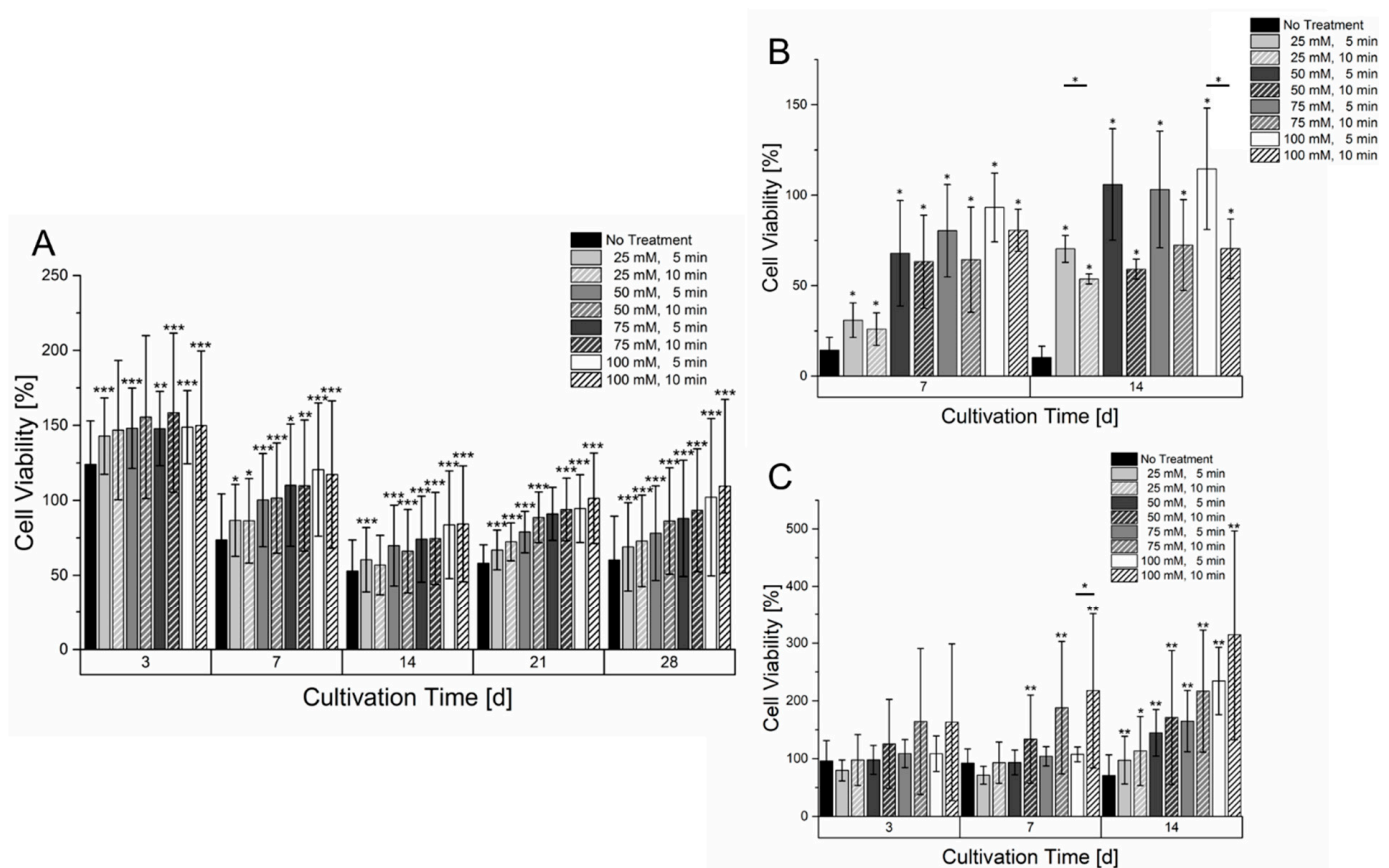 A
No Treatment
25 mM, 5 min
25 mM, 10 min
50 mM, 5 min
50 mM, 10 min
75 mM, 5 min
75 mM, 10 min
100 mM, 5 min
100 mM, 10 min
Cell Viability [%]
250
200
150
100
50
0
*** *** ** *** *** ***
* * *** *** * ** *** ***
*** *** *** *** *** *** ***
*** *** *** *** *** *** ***
*** *** *** *** *** *** *** ***
3 7 14 21 28
Cultivation Time [d]
B
No Treatment
25 mM, 5 min
25 mM, 10 min
50 mM, 5 min
50 mM, 10 min
75 mM, 5 min
75 mM, 10 min
100 mM, 5 min
100 mM, 10 min
Cell Viability [%]
150
100
50
0
* * * * * * * *
* *
* * * * * * * *
7 14
Cultivation Time [d]
C
No Treatment
25 mM, 5 min
25 mM, 10 min
50 mM, 5 min
50 mM, 10 min
75 mM, 5 min
75 mM, 10 min
100 mM, 5 min
100 mM, 10 min
Cell Viability [%]
500
400
300
200
100
0
*
** ** **
** * ** ** ** ** ** **
3 7 14
Cultivation Time [d]